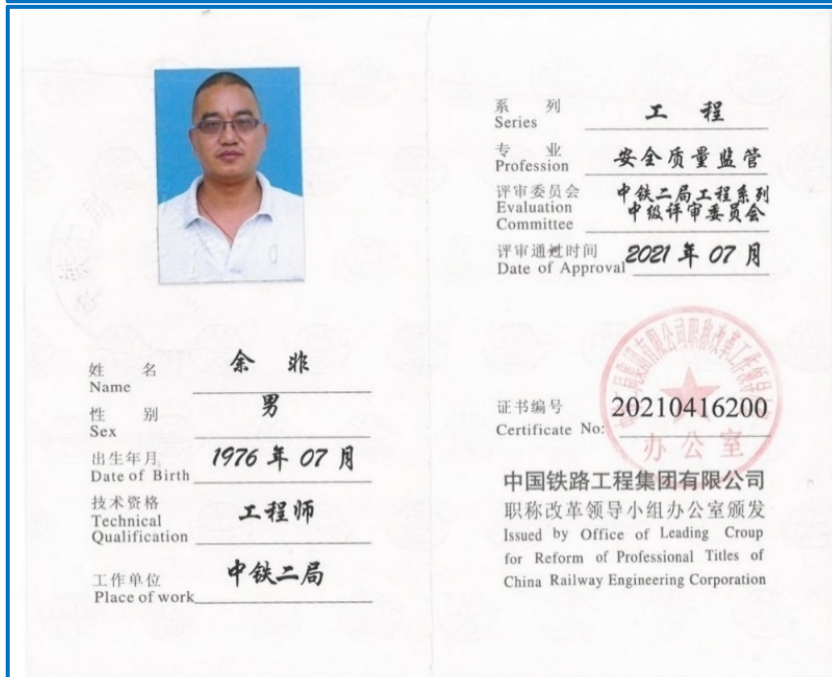 姓 名 余 非
Name
性 别 男
Sex
出生年月 1976 年 07 月
Date of Birth
技术资格
Technical 工程师
Qualification
工作单位 中铁二局
Place of work
系 列 工 程
Series
专 业 安全质量监管
Profession
评审委员会 中铁二局工程系列
Evaluation 中级评审委员会
Committee
评审通过时间 2021 年 07 月
Date of Approval
证书编号 20210416200
Certificate No:
办公室
中国铁路工程集团有限公司
职称改革领导小组办公室颁发
Issued by Office of Leading Croup
for Reform of Professional Titles of
China Railway Engineering Corporation